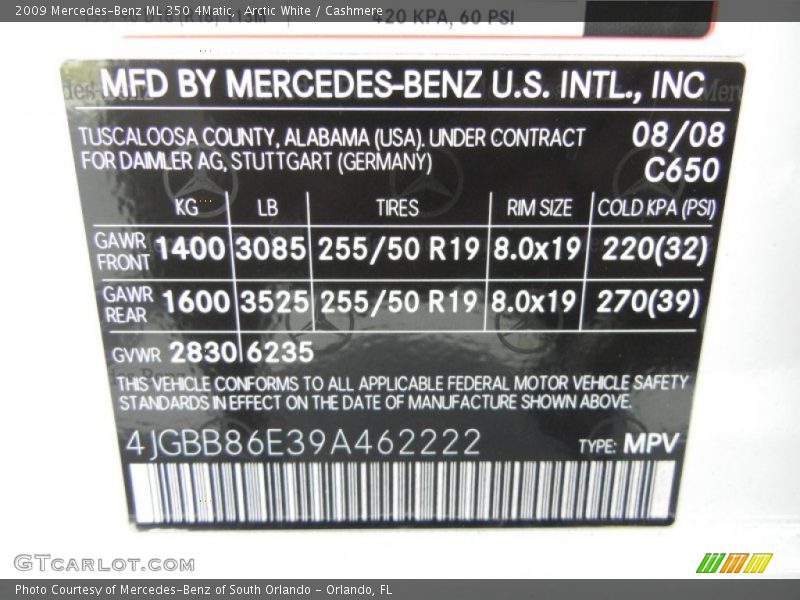 2009 Mercedes-Benz ML 350 4Matic, , Arctic White / Cashmere
420 KPA, 60 PSI
MFD BY MERCEDES-BENZ U.S. INTL., INC
TUSCALOOSA COUNTY, ALABAMA (USA). UNDER CONTRACT 08/08
FOR DAIMLER AG, STUTTGART (GERMANY) C650
KG LB TIRES RIM SIZE COLD KPA (PSI)
GAWR FRONT 1400 3085 255/50 R19 8.0x19 220(32)
GAWR REAR 1600 3525 255/50 R19 8.0x19 270(39)
GVWR 2830 6235
THIS VEHICLE CONFORMS TO ALL APPLICABLE FEDERAL MOTOR VEHICLE SAFETY
STANDARDS IN EFFECT ON THE DATE OF MANUFACTURE SHOWN ABOVE.
4JGBB86E39A462222 TYPE: MPV
GTCARLOT.COM
Photo Courtesy of Mercedes-Benz of South Orlando - Orlando, FL